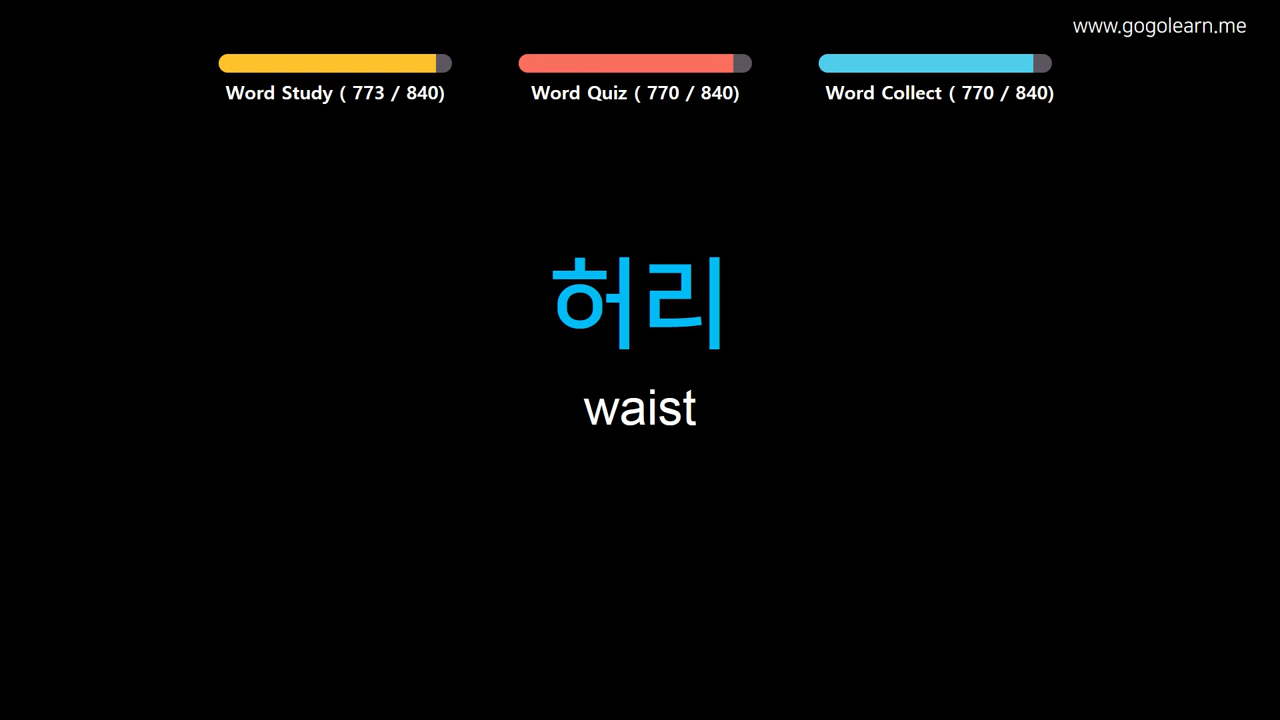 www.gogolearn.me
Word Study ( 773 / 840)
Word Quiz ( 770 / 840)
Word Collect ( 770 / 840)
허리
waist